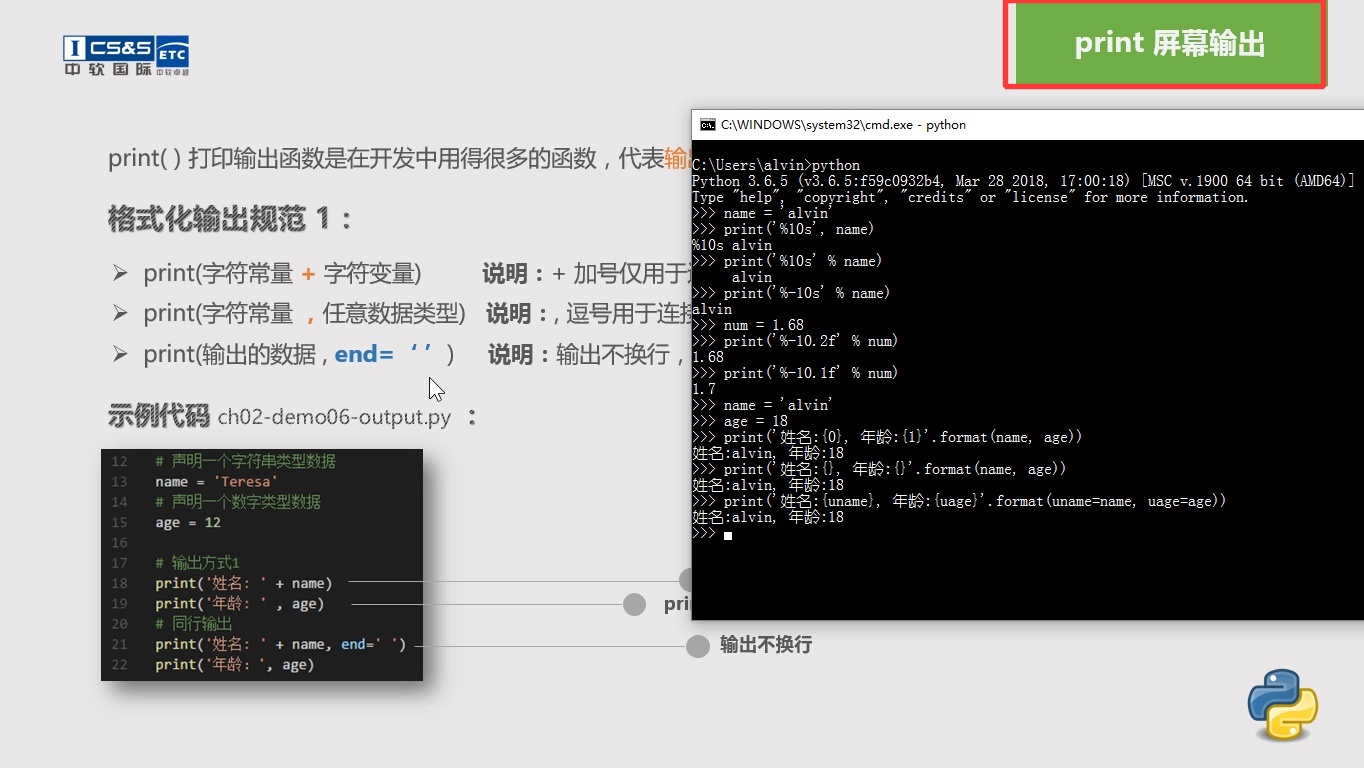 CS&S ETC
中软国际 中软卓越
print 屏幕输出
print( ) 打印输出函数是在开发中用得很多的函数，代表输
格式化输出规范 1：
print(字符常量 + 字符变量) 说明：+ 加号仅用于
print(字符常量 ，任意数据类型) 说明：, 逗号用于连接
print(输出的数据 , end= ‘ ’ ) 说明：输出不换行，
示例代码 ch02-demo06-output.py ：
12 # 声明一个字符串类型数据
13 name = 'Teresa'
14 # 声明一个数字类型数据
15 age = 12
16
17 # 输出方式1
18 print('姓名: ' + name)
19 print('年龄: ' , age)
20 # 同行输出
21 print('姓名: ' + name, end=' ')
22 print('年龄: ', age)
输出不换行
C:\WINDOWS\system32\cmd.exe - python
C:\Users\alvin>python
Python 3.6.5 (v3.6.5:f59c0932b4, Mar 28 2018, 17:00:18) [MSC v.1900 64 bit (AMD64)]
Type "help", "copyright", "credits" or "license" for more information.
>>> name = 'alvin'
>>> print('%10s', name)
%10s alvin
>>> print('%10s' % name)
     alvin
>>> print('%-10s' % name)
alvin
>>> num = 1.68
>>> print('%-10.2f' % num)
1.68
>>> print('%-10.1f' % num)
1.7
>>> name = 'alvin'
>>> age = 18
>>> print('姓名:{0}, 年龄:{1}'.format(name, age))
姓名:alvin, 年龄:18
>>> print('姓名:{}, 年龄:{}'.format(name, age))
姓名:alvin, 年龄:18
>>> print('姓名:{uname}, 年龄:{uage}'.format(uname=name, uage=age))
姓名:alvin, 年龄:18
>>>